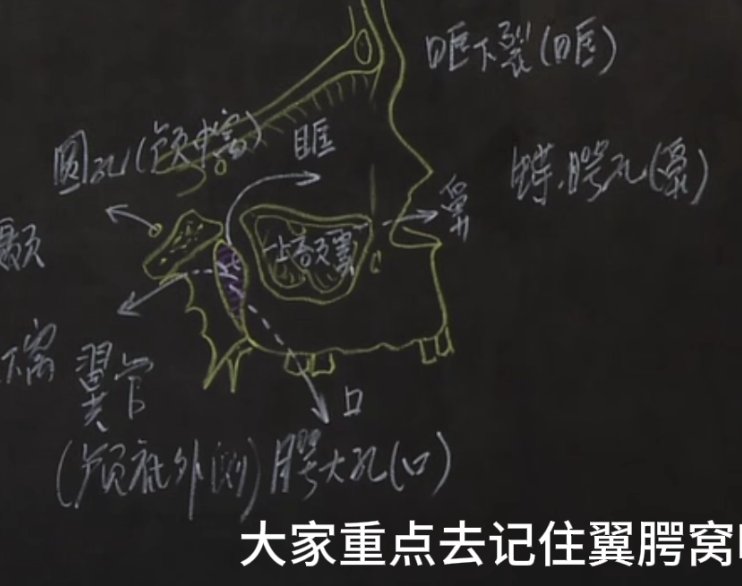 眶下裂(眶)
圆孔(颅中窝)
眶
蝶腭孔(鼻)
鼻
上颌窦
颞
下窝
翼管
口
(颅底外侧)
腭大孔(口)
大家重点去记住翼腭窝